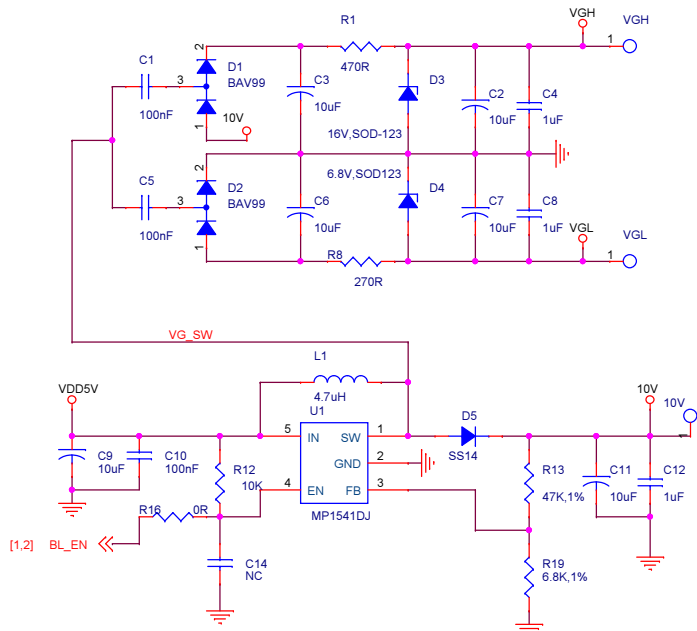 VGH
VGH
R1
1
2
C1
D1
BAV99
C3
470R
D3
C2
C4
3
10uF
10uF
1uF
100nF
10V
16V,SOD-123
1
2
6.8V,SOD123
C5
D2
BAV99
C6
D4
C7
C8
3
10uF
10uF
1uF
100nF
VGL
VGL
1
R8
1
270R
VG_SW
L1
VDD5V
4.7uH
10V
10V
U1
D5
5
IN
SW
1
1
C9
10uF
C10
100nF
SS14
GND
2
R12
10K
R13
47K,1%
C11
10uF
C12
1uF
4
EN
FB
3
R16
0R
MP1541DJ
[1,2]
BL_EN
C14
NC
R19
6.8K,1%